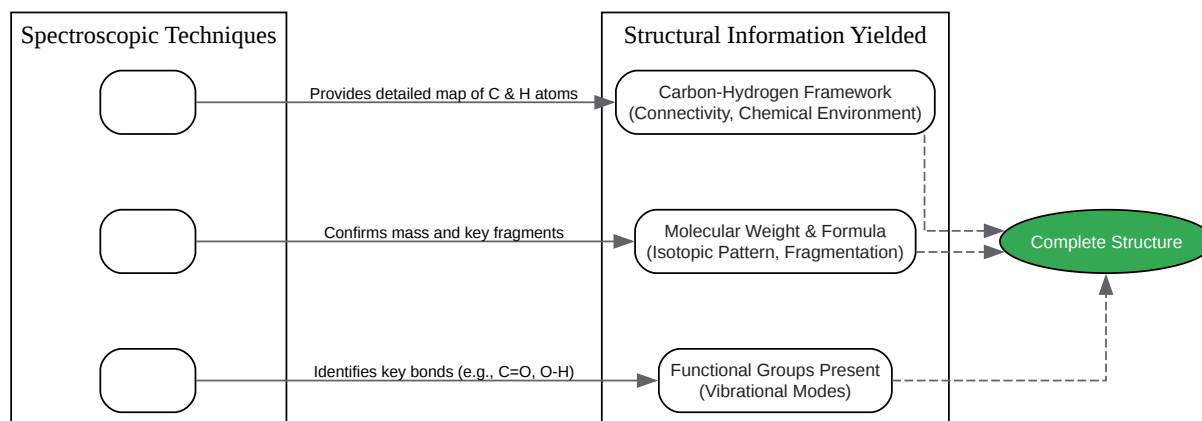 Spectroscopic Techniques
Structural Information Yielded
Provides detailed map of C & H atoms
Carbon-Hydrogen Framework
(Connectivity, Chemical Environment)
Confirms mass and key fragments
Molecular Weight & Formula
(Isotopic Pattern, Fragmentation)
Complete Structure
Identifies key bonds (e.g., C=O, O-H)
Functional Groups Present
(Vibrational Modes)